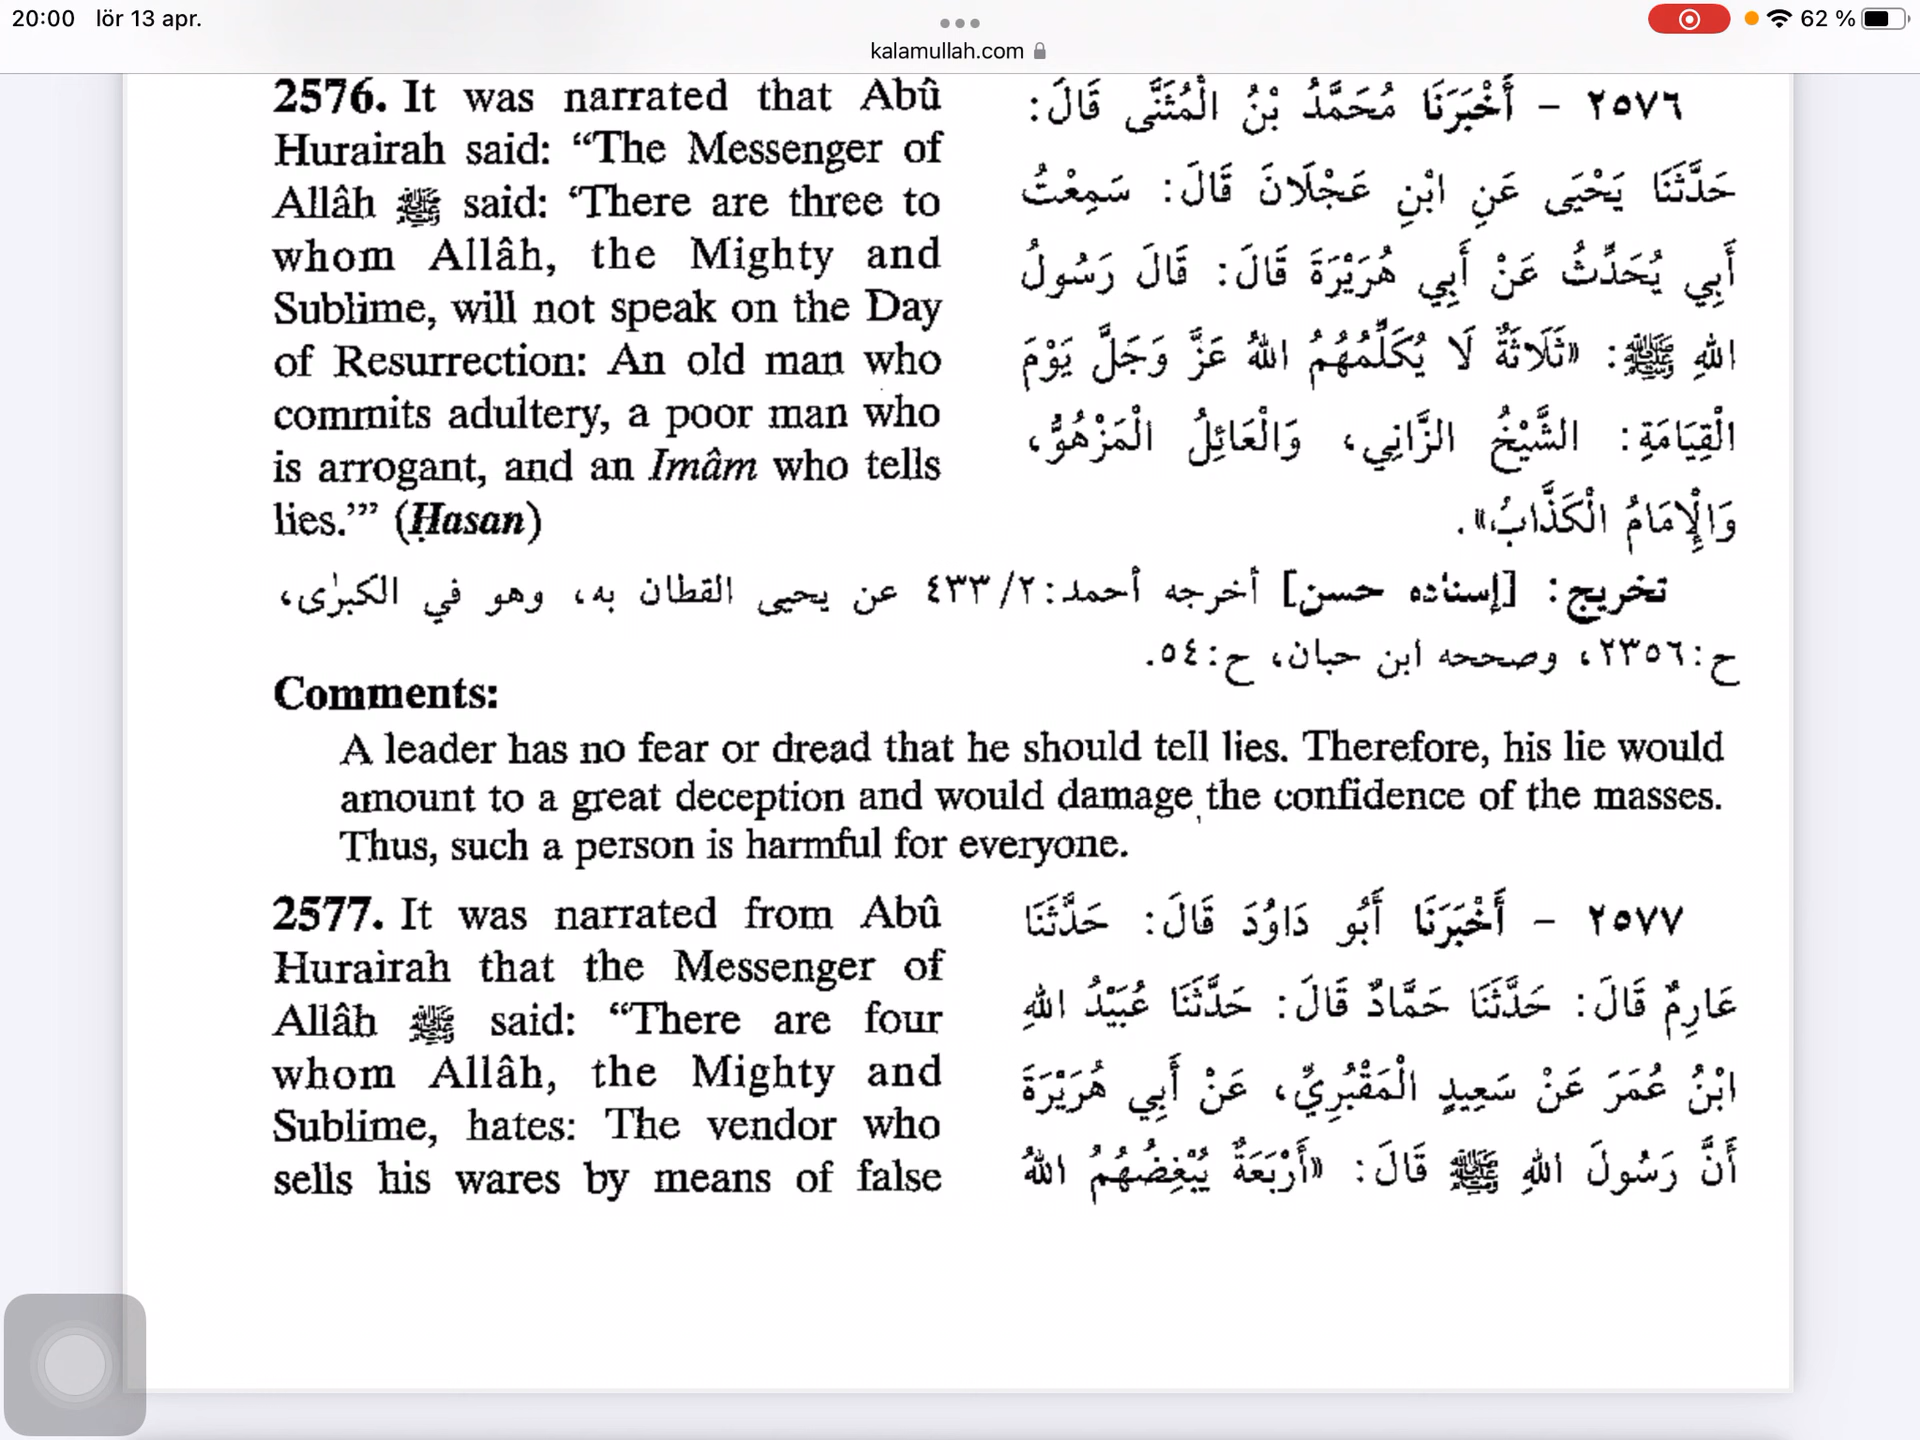 20:00 lör 13 apr.
62 %
kalamullah.com
2576. It was narrated that Abû
Hurairah said: “The Messenger of
Allâh ﷺ said: ‘There are three to
whom Allâh, the Mighty and
Sublime, will not speak on the Day
of Resurrection: An old man who
commits adultery, a poor man who
is arrogant, and an Imâm who tells
lies.’” (Ḥasan)
٢٥٧٦ – أَخْبَرَنَا مُحَمَّدُ بْنُ الْمُثَنَّى قَالَ:
حَدَّثَنَا يَحْيَى عَنِ ابْنِ عَجْلَانَ قَالَ: سَمِعْتُ
أَبِي يُحَدِّثُ عَنْ أَبِي هُرَيْرَةَ قَالَ: قَالَ رَسُولُ
اللهِ ﷺ: «ثَلَاثَةٌ لَا يُكَلِّمُهُمُ اللهُ عَزَّ وَجَلَّ يَوْمَ
الْقِيَامَةِ: الشَّيْخُ الزَّانِي، وَالْعَائِلُ الْمَزْهُوُّ،
وَالْإِمَامُ الْكَذَّابُ».
تخريج: [إسناده حسن] أخرجه أحمد:٢/ ٤٣٣ عن يحيى القطان به، وهو في الكبرٰى،
ح:٢٣٥٦، وصححه ابن حبان، ح:٥٤.
Comments:
A leader has no fear or dread that he should tell lies. Therefore, his lie would
amount to a great deception and would damage the confidence of the masses.
Thus, such a person is harmful for everyone.
2577. It was narrated from Abû
Hurairah that the Messenger of
Allâh ﷺ said: “There are four
whom Allâh, the Mighty and
Sublime, hates: The vendor who
sells his wares by means of false
٢٥٧٧ – أَخْبَرَنَا أَبُو دَاوُدَ قَالَ: حَدَّثَنَا
عَارِمٌ قَالَ: حَدَّثَنَا حَمَّادٌ قَالَ: حَدَّثَنَا عُبَيْدُ اللهِ
ابْنُ عُمَرَ عَنْ سَعِيدٍ الْمَقْبُرِيِّ، عَنْ أَبِي هُرَيْرَةَ
أَنَّ رَسُولَ اللهِ ﷺ قَالَ: «أَرْبَعَةٌ يُبْغِضُهُمُ اللهُ